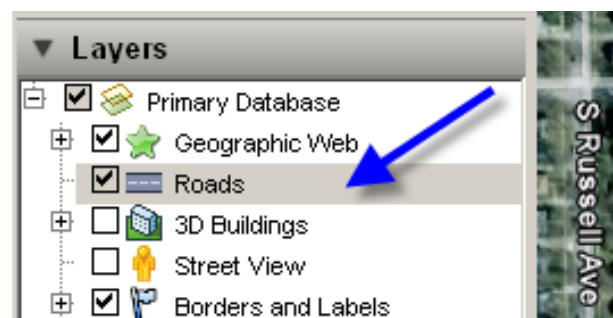 Layers
Primary Database
Geographic Web
Roads
3D Buildings
Street View
Borders and Labels
S Russell Ave